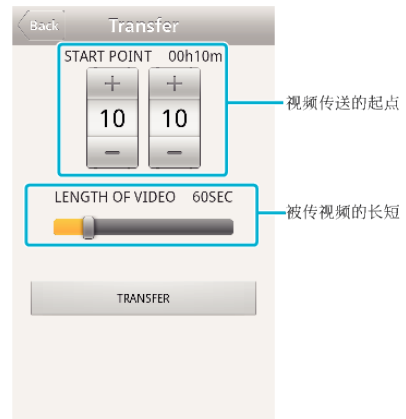 Back Transfer
START POINT 00h10m
+ +
10 10
- -
视频传送的起点
LENGTH OF VIDEO 60SEC
被传视频的长短
TRANSFER